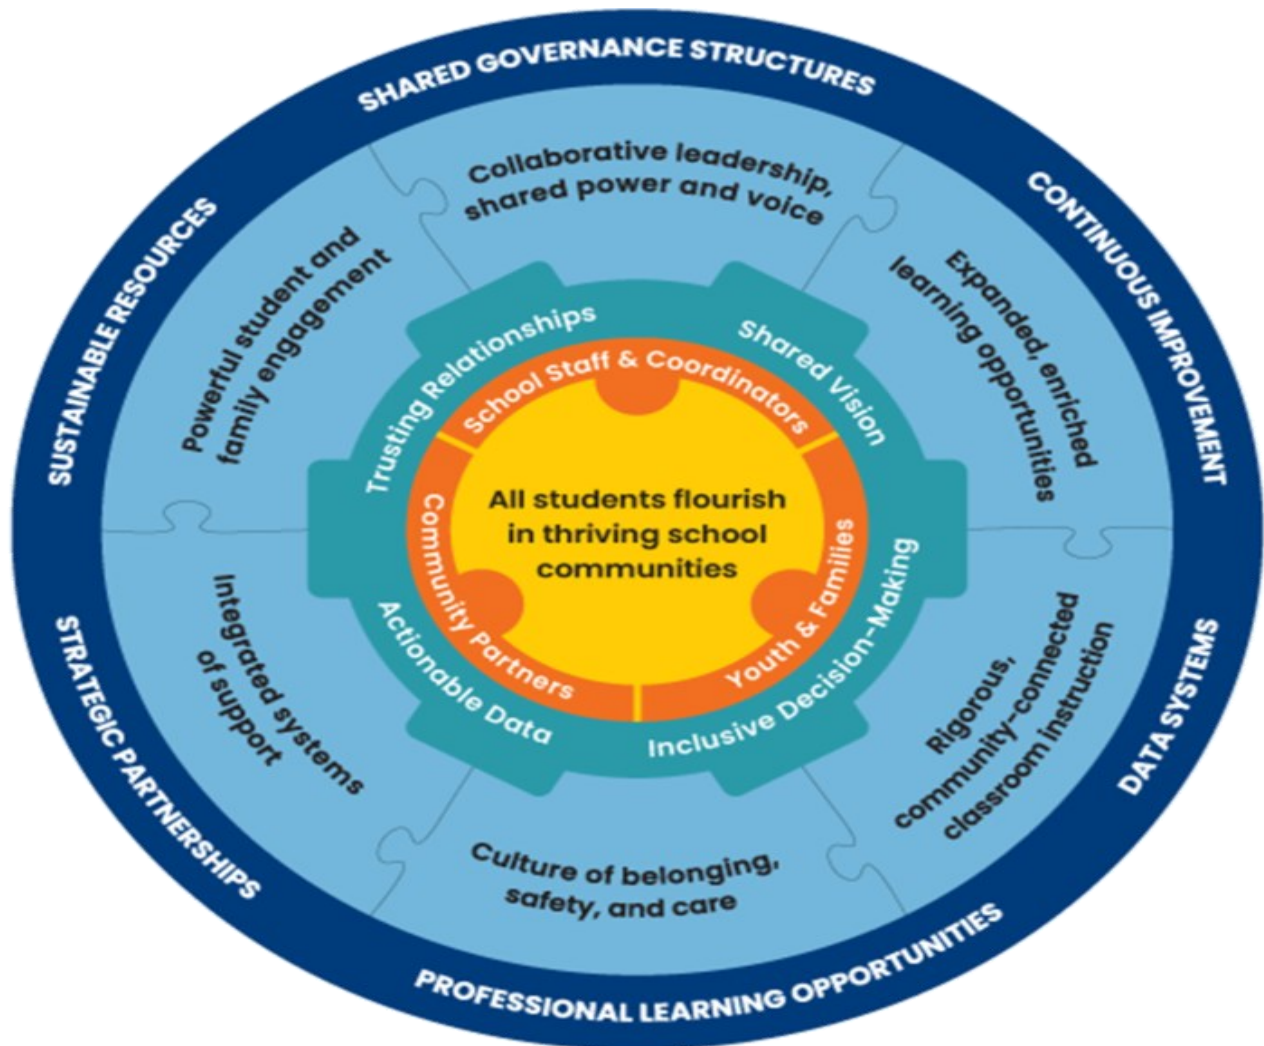 SHARED GOVERNANCE STRUCTURES
CONTINUOUS IMPROVEMENT
DATA SYSTEMS
PROFESSIONAL LEARNING OPPORTUNITIES
STRATEGIC PARTNERSHIPS
SUSTAINABLE RESOURCES
Collaborative leadership,
shared power and voice
Expanded, enriched
learning opportunities
Rigorous,
community-connected
classroom instruction
Culture of belonging,
safety, and care
Integrated systems
of support
Powerful student and
family engagement
Trusting Relationships
Shared Vision
Inclusive Decision-Making
Actionable Data
School Staff & Coordinators
Youth & Families
Community Partners
All students flourish
in thriving school
communities